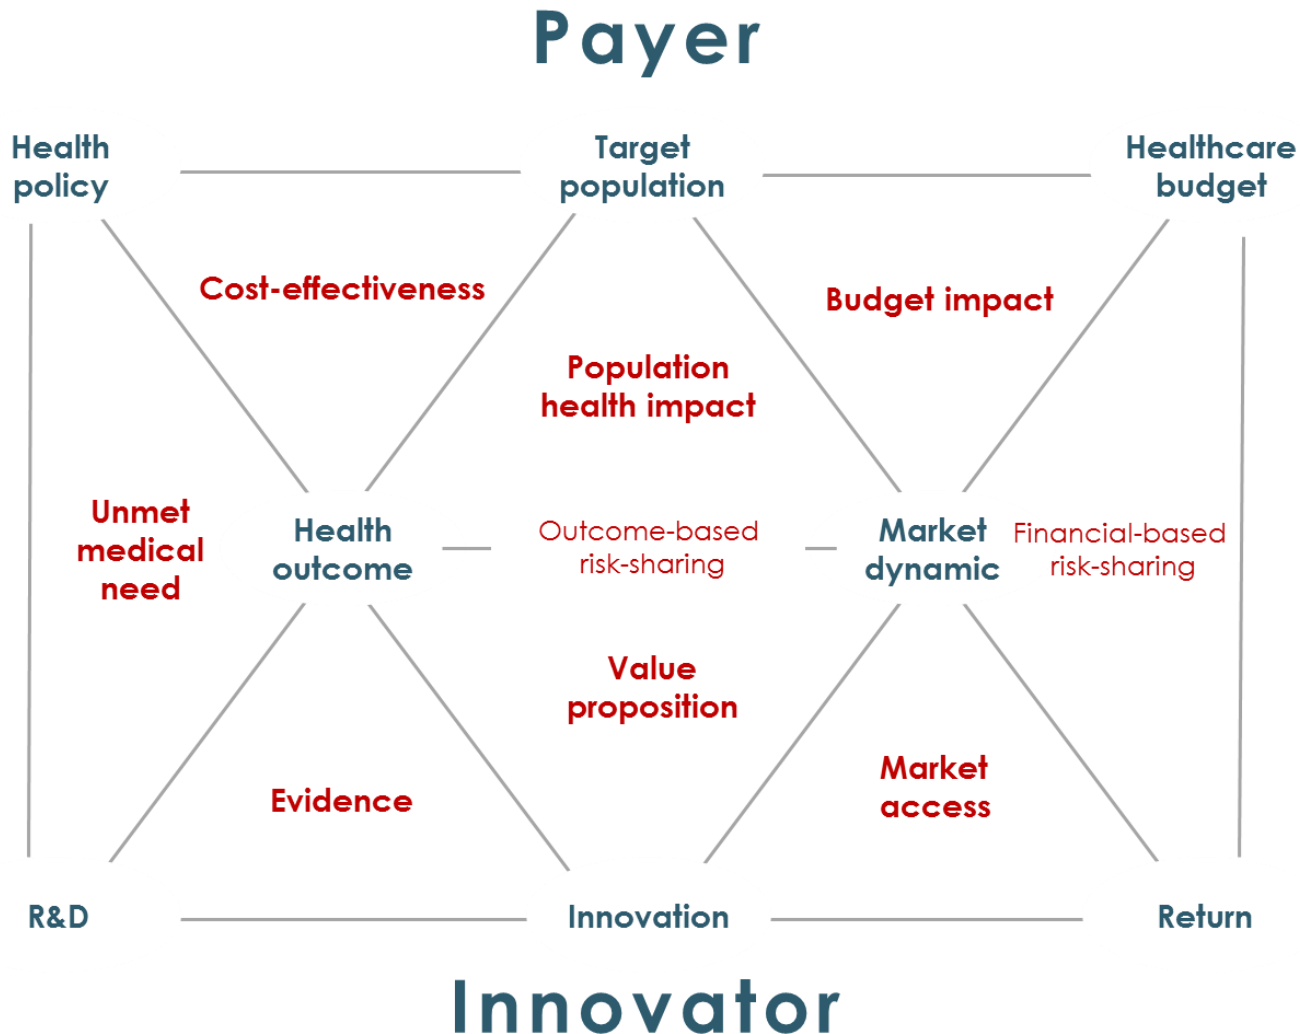 Payer
Health
policy
Target
population
Healthcare
budget
Cost-effectiveness
Budget impact
Population
health impact
Unmet
medical
need
Health
outcome
Outcome-based
risk-sharing
Market
dynamic
Financial-based
risk-sharing
Value
proposition
Evidence
Market
access
R&D
Innovation
Return
Innovator